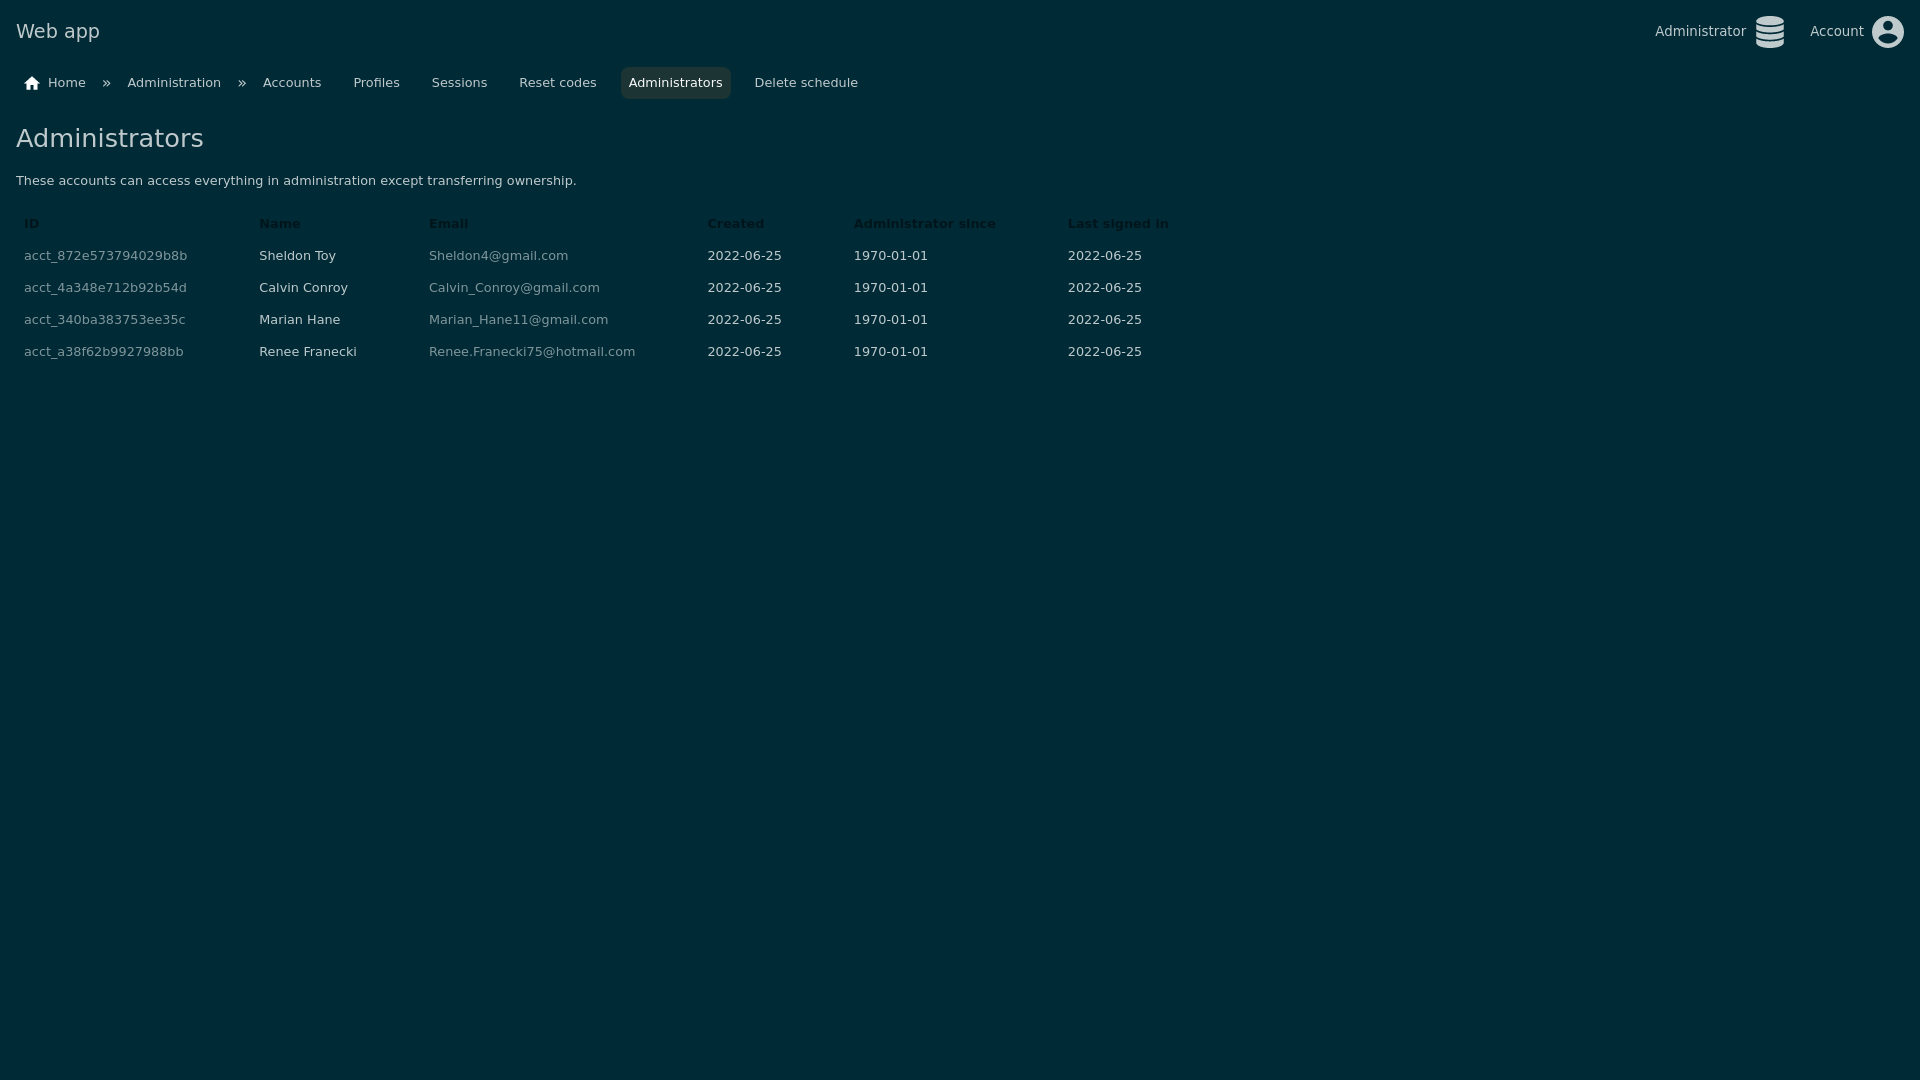 Web app
Administrator Account
Home » Administration » Accounts Profiles Sessions Reset codes Administrators Delete schedule
Administrators
These accounts can access everything in administration except transferring ownership.
ID Name Email Created Administrator since Last signed in
acct_872e573794029b8b Sheldon Toy Sheldon4@gmail.com 2022-06-25 1970-01-01 2022-06-25
acct_4a348e712b92b54d Calvin Conroy Calvin_Conroy@gmail.com 2022-06-25 1970-01-01 2022-06-25
acct_340ba383753ee35c Marian Hane Marian_Hane11@gmail.com 2022-06-25 1970-01-01 2022-06-25
acct_a38f62b9927988bb Renee Franecki Renee.Franecki75@hotmail.com 2022-06-25 1970-01-01 2022-06-25